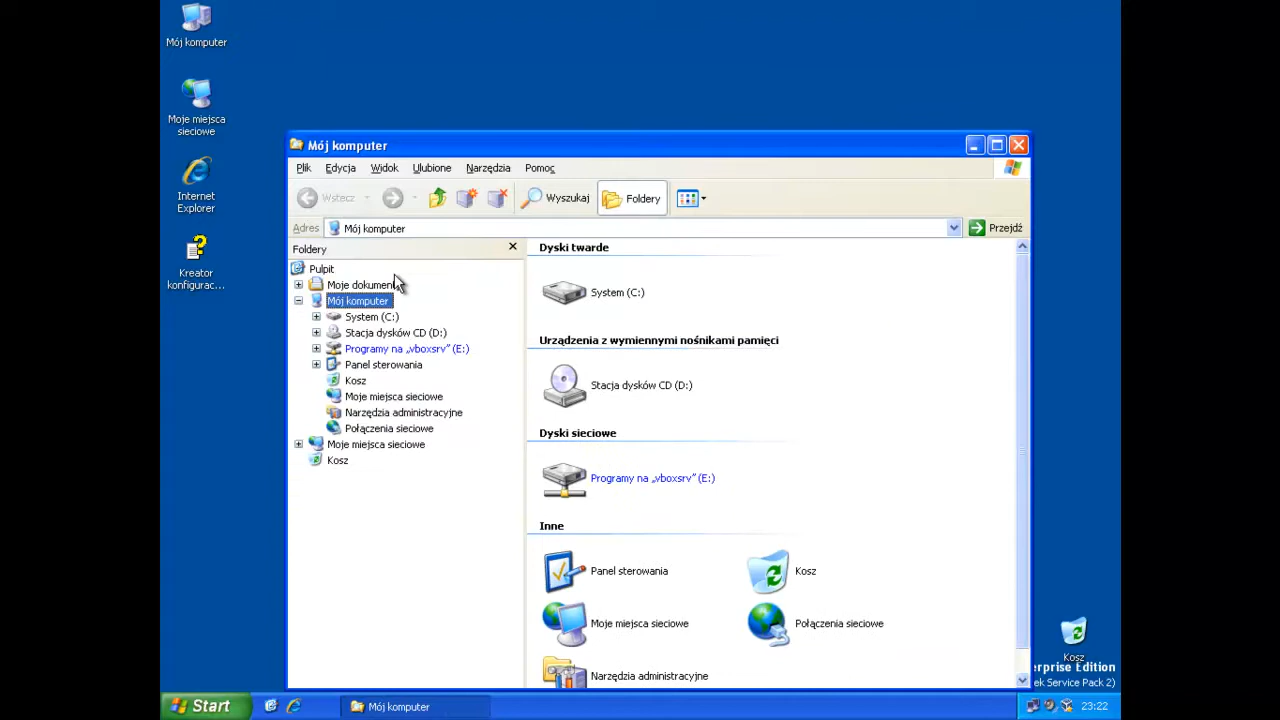 Mój komputer
Moje miejsca
sieciowe
Internet
Explorer
Kreator
konfigurac...
Mój komputer
Plik Edycja Widok Ulubione Narzędzia Pomoc
Wstecz Wyszukaj Foldery
Adres Mój komputer Przejdź
Foldery
Pulpit
Moje dokumen
Mój komputer
System (C:)
Stacja dysków CD (D:)
Programy na „vboxsrv” (E:)
Panel sterowania
Kosz
Moje miejsca sieciowe
Narzędzia administracyjne
Połączenia sieciowe
Moje miejsca sieciowe
Kosz
Dyski twarde
System (C:)
Urządzenia z wymiennymi nośnikami pamięci
Stacja dysków CD (D:)
Dyski sieciowe
Programy na „vboxsrv” (E:)
Inne
Panel sterowania
Kosz
Moje miejsca sieciowe
Połączenia sieciowe
Narzędzia administracyjne
Kosz
erprise Edition
ek Service Pack 2)
Start
Mój komputer
23:22